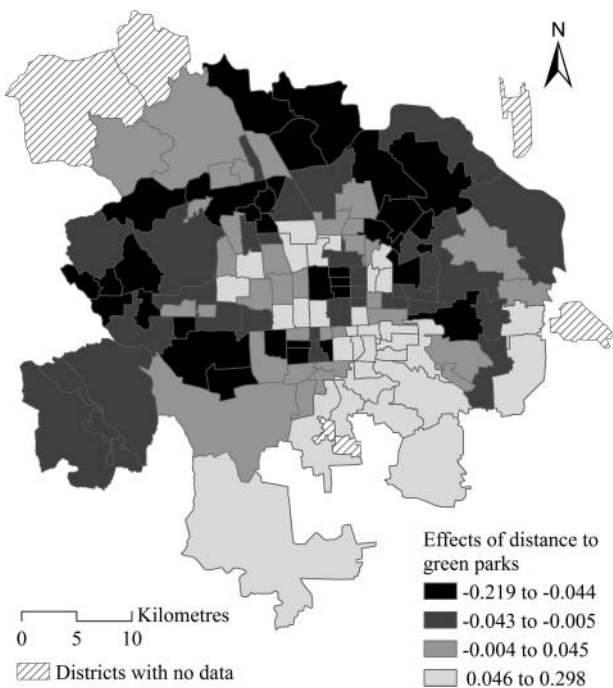 N
Effects of distance to
green parks
-0.219 to -0.044
-0.043 to -0.005
-0.004 to 0.045
0.046 to 0.298
Kilometres
0 5 10
Districts with no data